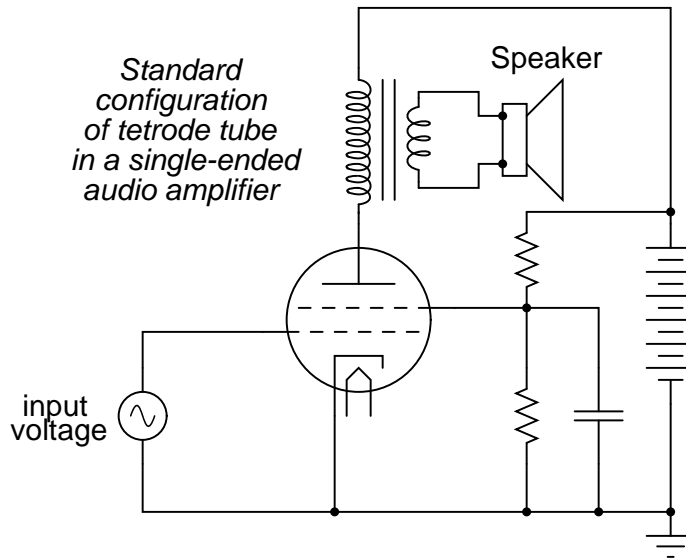 Standard
configuration
of tetrode tube
in a single-ended
audio amplifier
Speaker
input
voltage